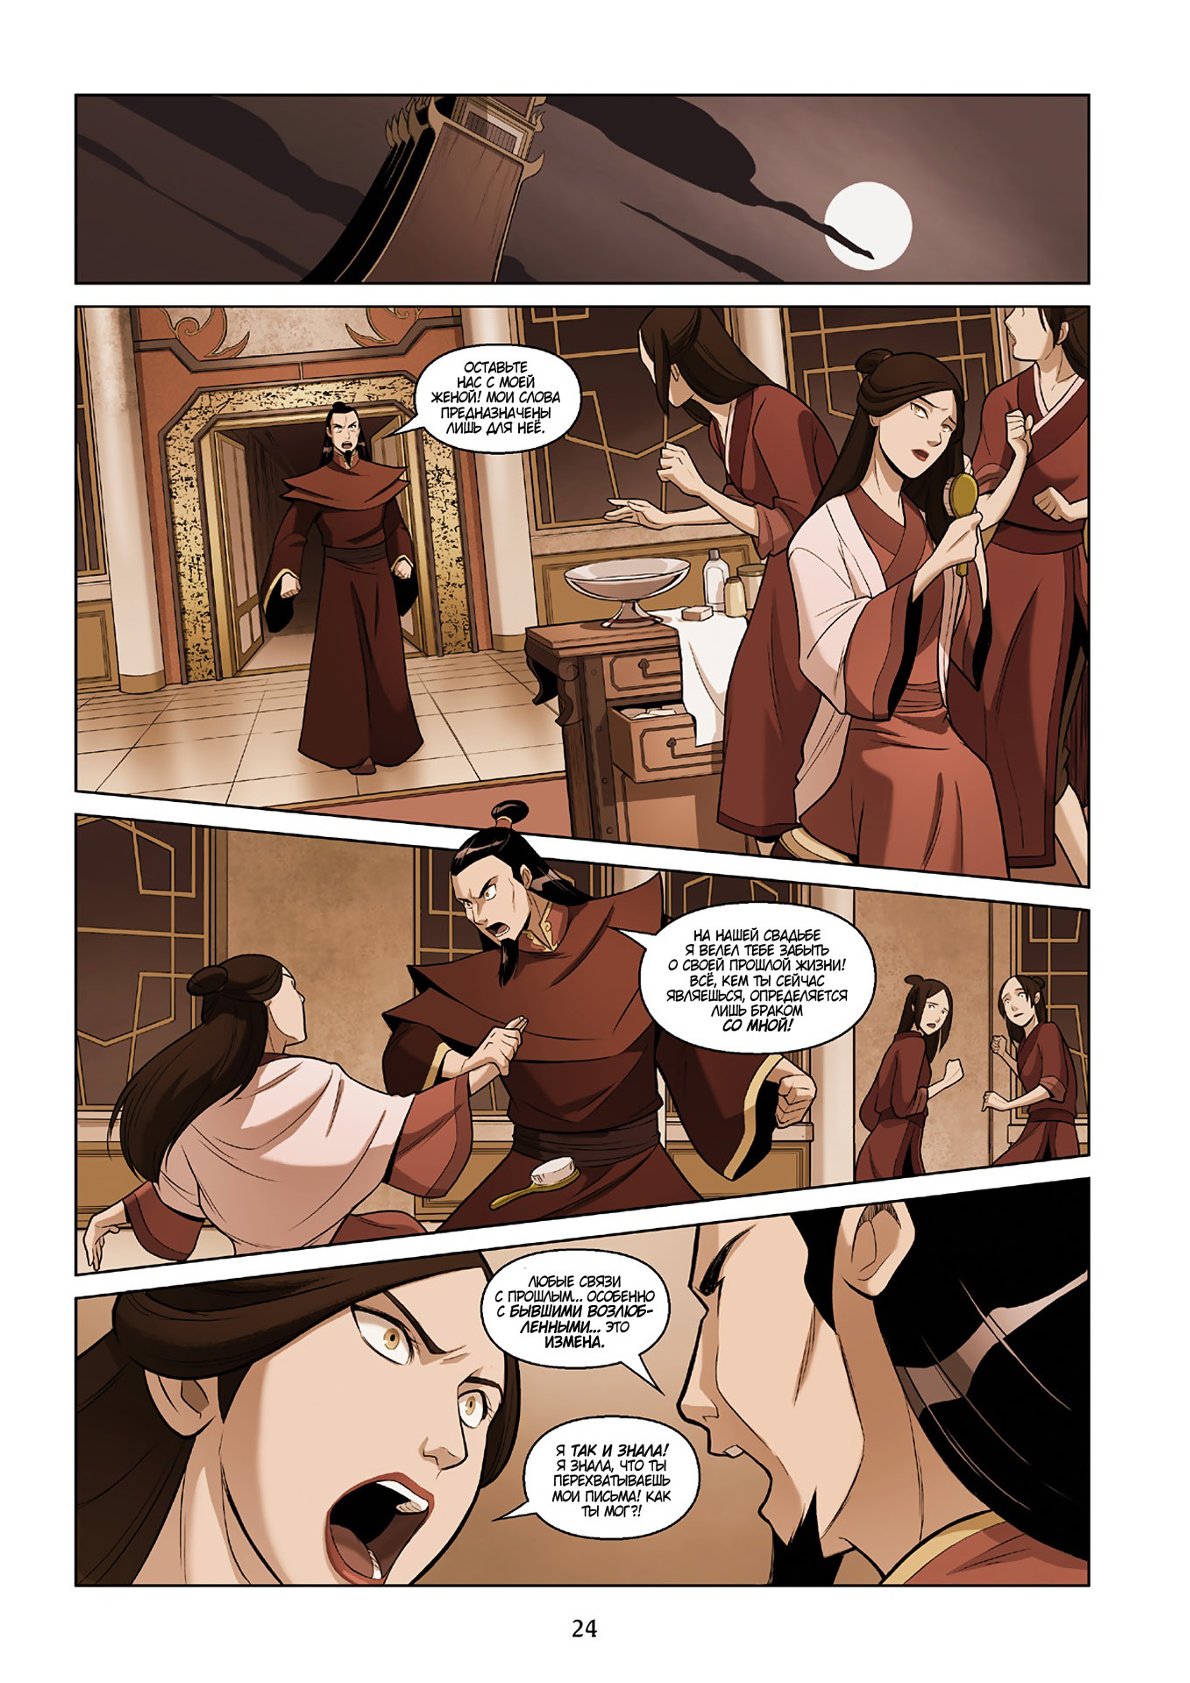 ОСТАВЬТЕ
НАС С МОЕЙ
ЖЕНОЙ! МОИ СЛОВА
ПРЕДНАЗНАЧЕНЫ
ЛИШЬ ДЛЯ НЕЁ.
НА НАШЕЙ СВАДЬБЕ
Я ВЕЛЕЛ ТЕБЕ ЗАБЫТЬ
О СВОЕЙ ПРОШЛОЙ ЖИЗНИ!
ВСЁ, КЕМ ТЫ СЕЙЧАС
ЯВЛЯЕШЬСЯ, ОПРЕДЕЛЯЕТСЯ
ЛИШЬ БРАКОМ
СО МНОЙ!
ЛЮБЫЕ СВЯЗИ
С ПРОШЛЫМ... ОСОБЕННО
С БЫВШИМИ ВОЗЛЮБ-
ЛЕННЫМИ... ЭТО
ИЗМЕНА.
Я ТАК И ЗНАЛА!
Я ЗНАЛА, ЧТО ТЫ
ПЕРЕХВАТЫВАЕШЬ
МОИ ПИСЬМА! КАК
ТЫ МОГ?!
24